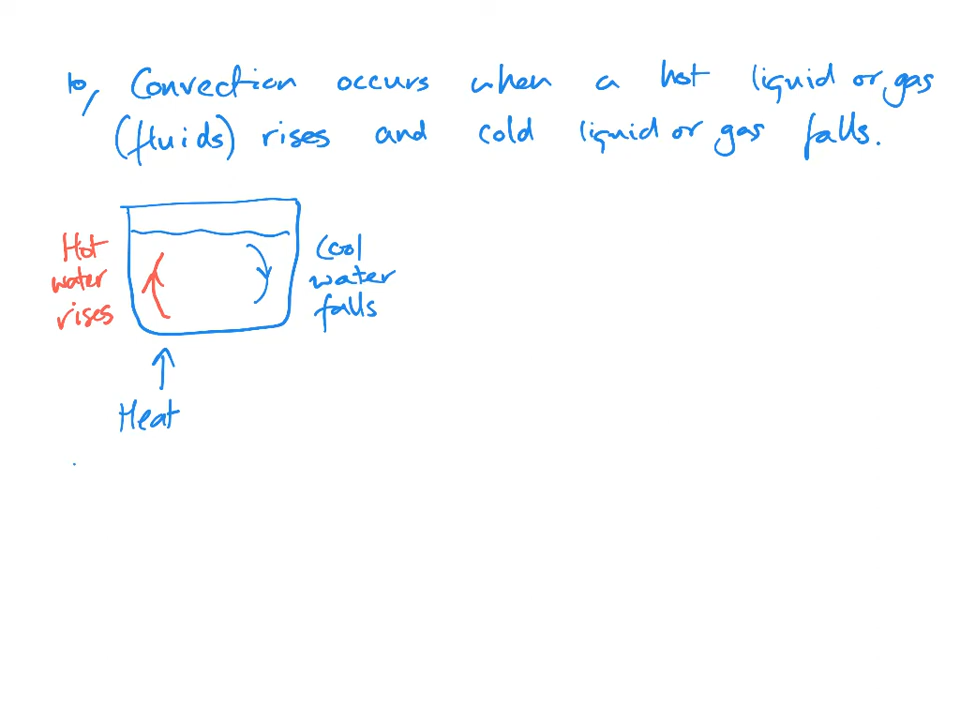 10, Convection occurs when a hot liquid or gas
(fluids) rises and cold liquid or gas falls.
Hot
water
rises
Cool
water
falls
Heat